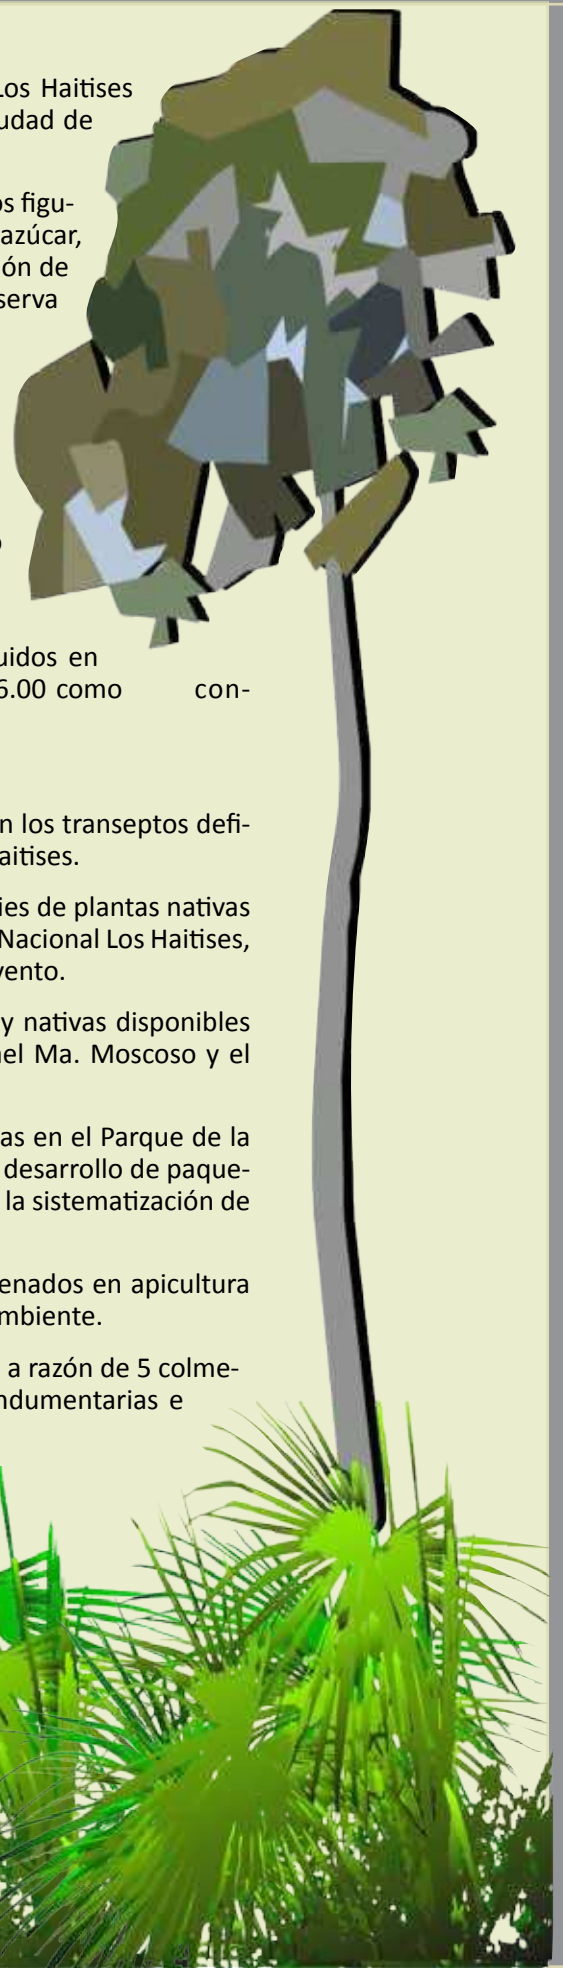 Los Haitises
udad de
os figu-
azúcar,
ón de
serva
o
uidos en
6.00 como con-
n los transeptos defi-
aitises.
ies de plantas nativas
Nacional Los Haitises,
vento.
y nativas disponibles
el Ma. Moscoso y el
as en el Parque de la
desarrollo de paque-
la sistematización de
enados en apicultura
mbiente.
a razón de 5 colme-
ndumentarias e